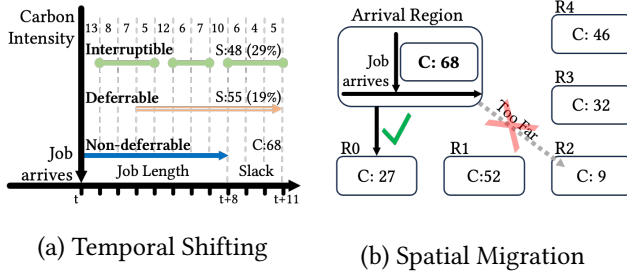 Carbon
Intensity
13 8 7 5 7 12 6 7 10 6 4 5
Interruptible S:48 (29%)
Deferrable S:55 (19%)
Non-deferrable C:68
Job
arrives
Job Length Slack
t t+8 t+11
(a) Temporal Shifting
Arrival Region
Job
arrives
C: 68
R4
C: 46
R3
C: 32
Too Far
R0 R1 R2
C: 27 C:52 C: 9
(b) Spatial Migration